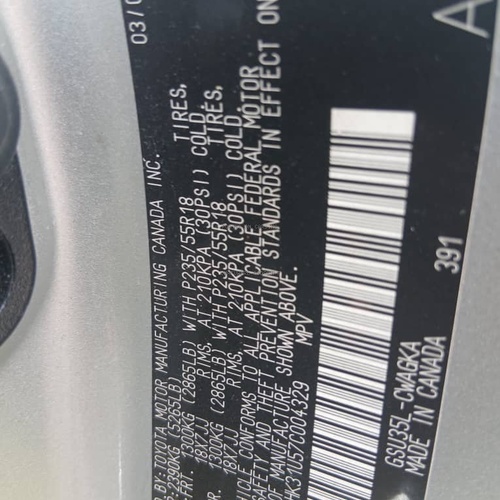 03/0
BY: TOYOTA MOTOR MANUFACTURING CANADA INC.
2390KG (5265LB)
FRT. 1300KG (2865LB) WITH P235/55R18 TIRES,
18X7JJ RIMS, AT 210KPA (30PSI) COLD
1300KG (2865LB) WITH P235/55R18 TIRES,
18X7JJ RIMS, AT 210KPA (30PSI) COLD.
CONFORMS TO ALL APPLICABLE FEDERAL MOTOR
SAFETY AND THEFT PREVENTION STANDARDS IN EFFECT ON
OF MANUFACTURE SHOWN ABOVE.
K31U57C004329 MPV
A
GSU35L-CWAGKA
MADE IN CANADA 391